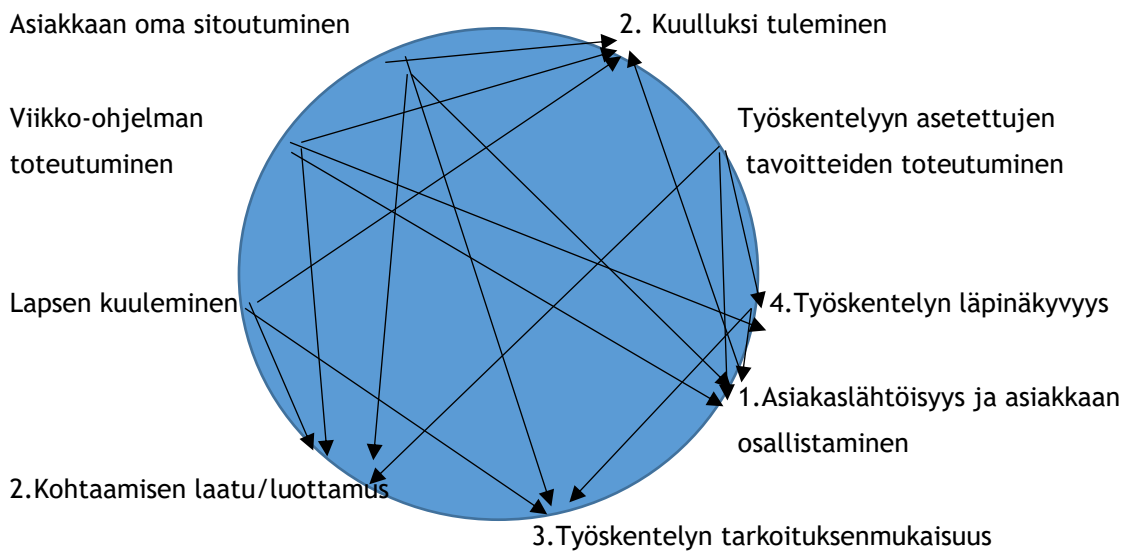 Asiakkaan oma sitoutuminen
2. Kuulluksi tuleminen
Viikko-ohjelman
toteutuminen
Työskentelyyn asetettujen
tavoitteiden toteutuminen
Lapsen kuuleminen
4.Työskentelyn läpinäkyvyys
1.Asiakaslähtöisyys ja asiakkaan
osallistaminen
2.Kohtaamisen laatu/luottamus
3.Työskentelyn tarkoituksenmukaisuus